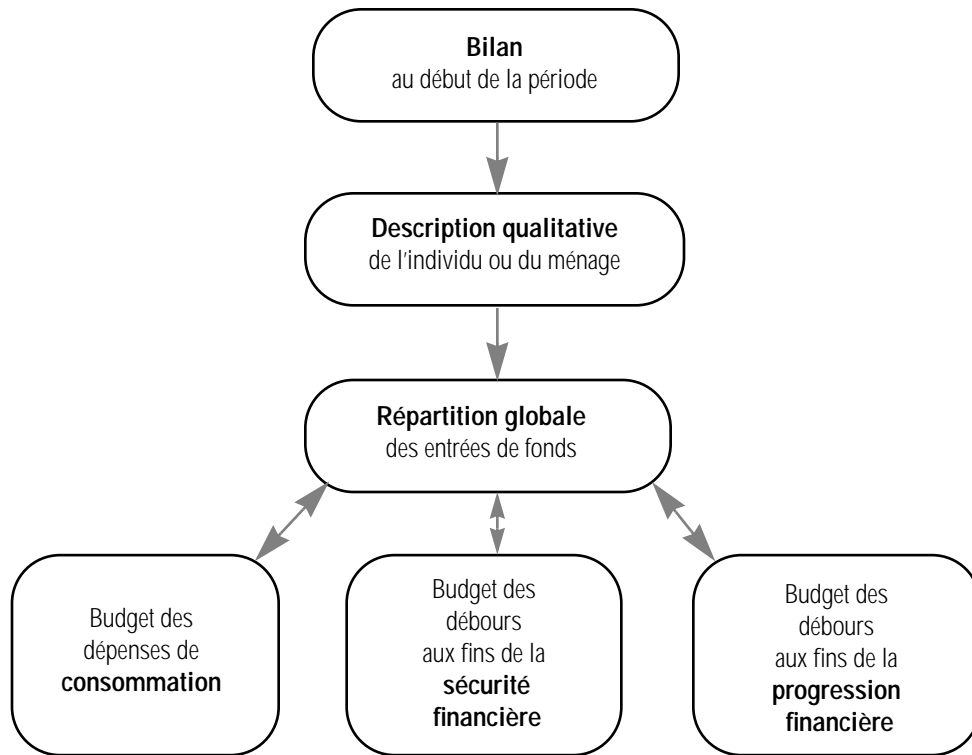 Bilan
au début de la période
Description qualitative
de l'individu ou du ménage
Répartition globale
des entrées de fonds
Budget des
dépenses de
consommation
Budget des
débours
aux fins de la
sécurité
financière
Budget des
débours
aux fins de la
progression
financière